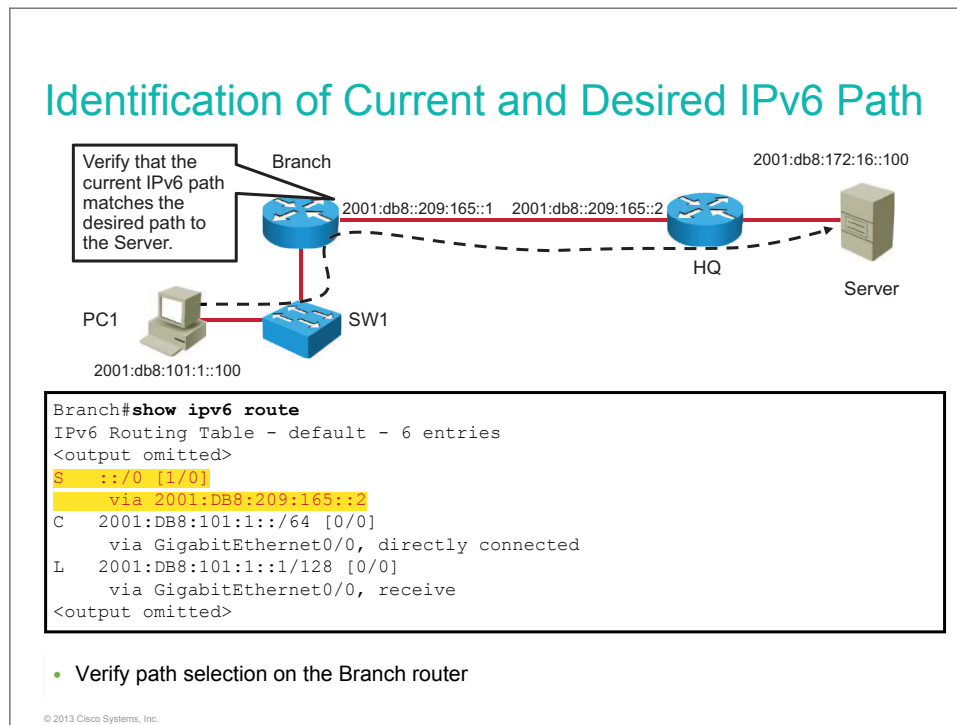 Identification of Current and Desired IPv6 Path
Verify that the
current IPv6 path
matches the
desired path to
the Server.
Branch
2001:db8:172:16::100
2001:db8::209:165::1
2001:db8::209:165::2
HQ
Server
PC1
SW1
2001:db8:101:1::100
Branch#show ipv6 route
IPv6 Routing Table - default - 6 entries
<output omitted>
S   ::/0 [1/0]
     via 2001:DB8:209:165::2
C   2001:DB8:101:1::/64 [0/0]
     via GigabitEthernet0/0, directly connected
L   2001:DB8:101:1::1/128 [0/0]
     via GigabitEthernet0/0, receive
<output omitted>
• Verify path selection on the Branch router
© 2013 Cisco Systems, Inc.